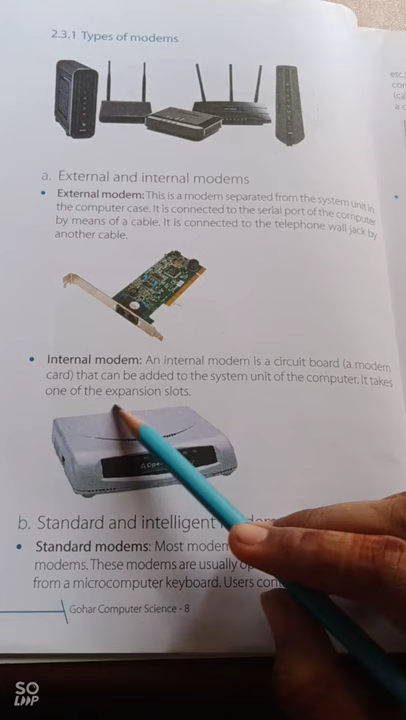 2.3.1 Types of modems
a. External and internal modems
• External modem: This is a modem separated from the system unit in
the computer case. It is connected to the serial port of the computer
by means of a cable. It is connected to the telephone wall jack by
another cable.
• Internal modem: An internal modem is a circuit board (a modem
card) that can be added to the system unit of the computer. It takes
one of the expansion slots.
b. Standard and intelligent
• Standard modems: Most
modems. These modems are usually
from a microcomputer keyboard. Users
Gohar Computer Science - 8
etc.
SO
LOOP